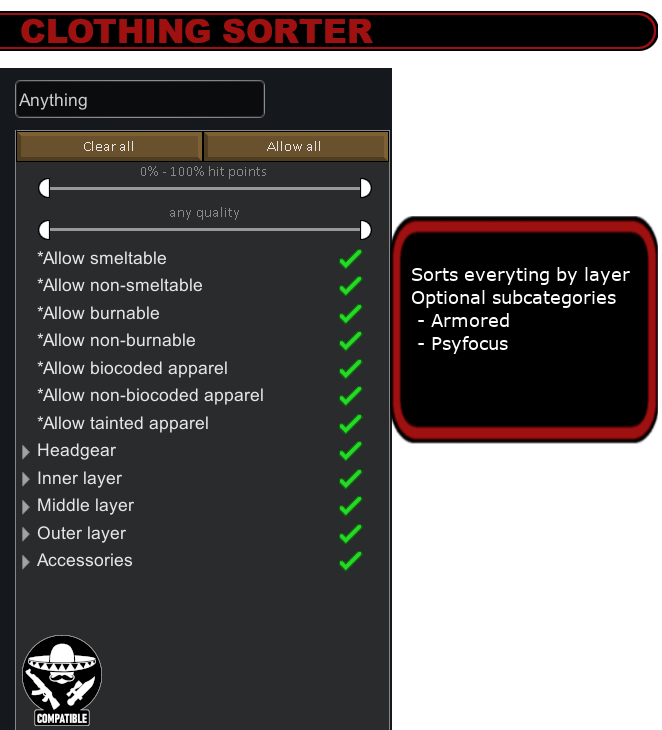 CLOTHING SORTER
Anything
Clear all
Allow all
0% - 100% hit points
any quality
*Allow smeltable
*Allow non-smeltable
*Allow burnable
*Allow non-burnable
*Allow biocoded apparel
*Allow non-biocoded apparel
*Allow tainted apparel
Headgear
Inner layer
Middle layer
Outer layer
Accessories
COMPATIBLE
Sorts everyting by layer
Optional subcategories
- Armored
- Psyfocus